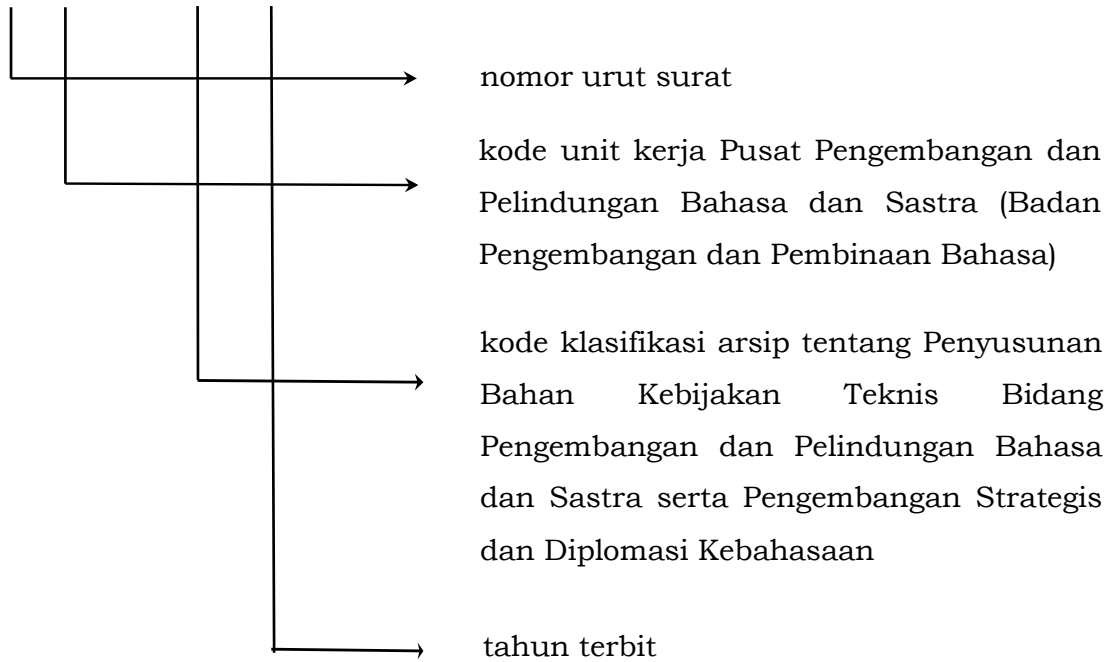 nomor urut surat
kode unit kerja Pusat Pengembangan dan
Pelindungan Bahasa dan Sastra (Badan
Pengembangan dan Pembinaan Bahasa)
kode klasifikasi arsip tentang Penyusunan
Bahan Kebijakan Teknis Bidang
Pengembangan dan Pelindungan Bahasa
dan Sastra serta Pengembangan Strategis
dan Diplomasi Kebahasaan
tahun terbit